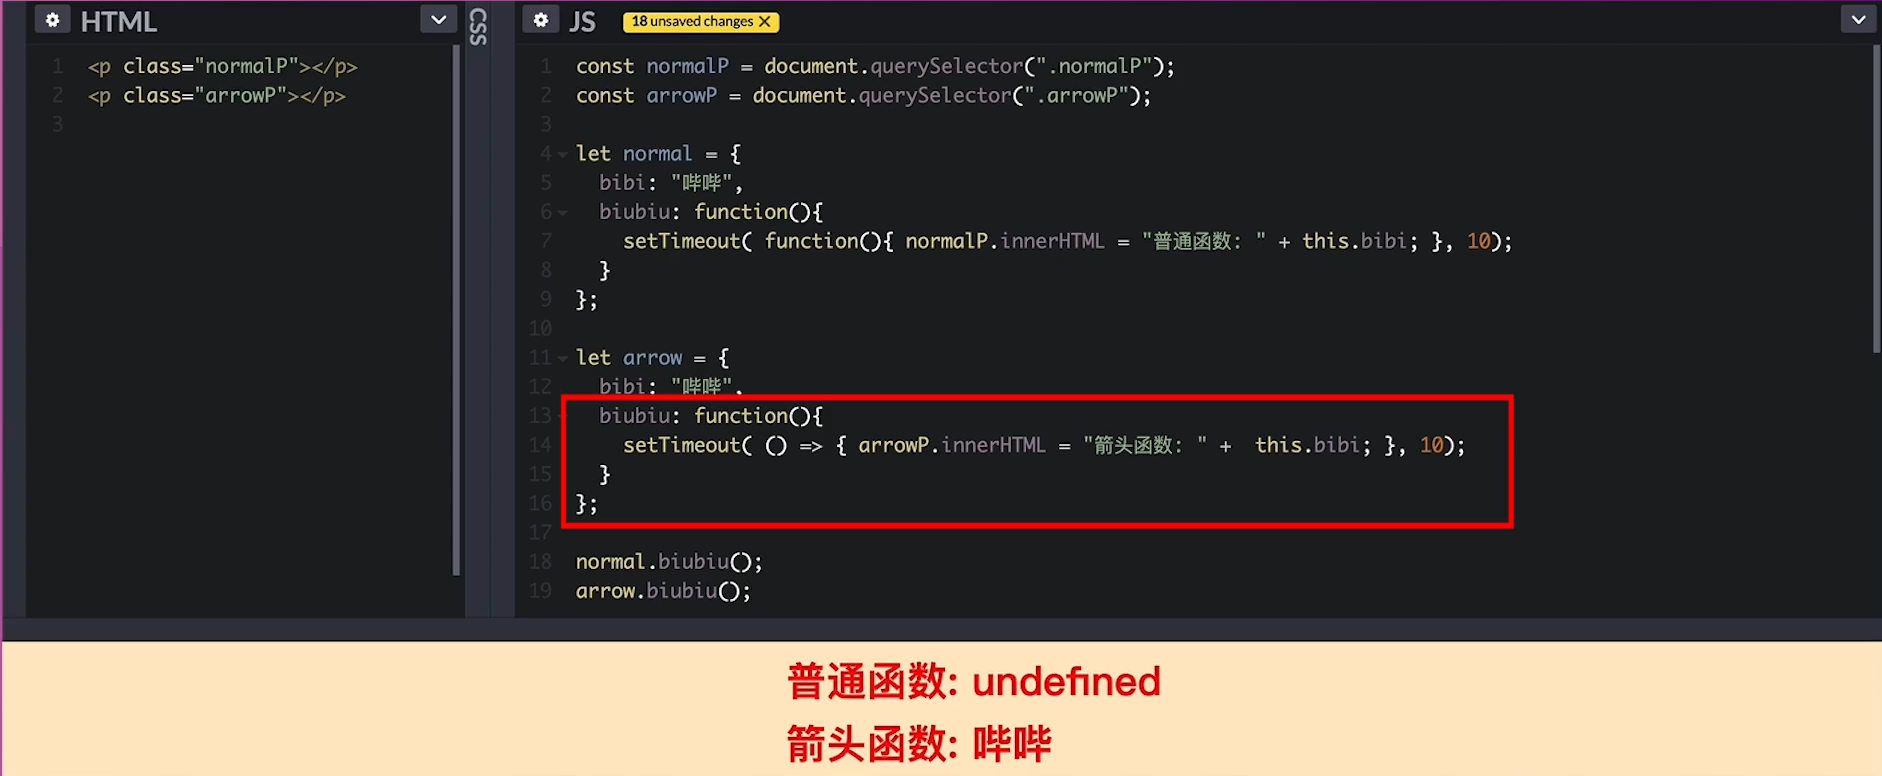 HTML
1 <p class="normalP"></p>
2 <p class="arrowP"></p>
3
CSS
JS 18 unsaved changes X
1 const normalP = document.querySelector(".normalP");
2 const arrowP = document.querySelector(".arrowP");
3
4 let normal = {
5 bibi: "哔哔",
6 biubiu: function(){
7 setTimeout( function(){ normalP.innerHTML = "普通函数: " + this.bibi; }, 10);
8 }
9 };
10
11 let arrow = {
12 bibi: "哔哔",
13 biubiu: function(){
14 setTimeout( () => { arrowP.innerHTML = "箭头函数: " +  this.bibi; }, 10);
15 }
16 };
17
18 normal.biubiu();
19 arrow.biubiu();
普通函数: undefined
箭头函数: 哔哔